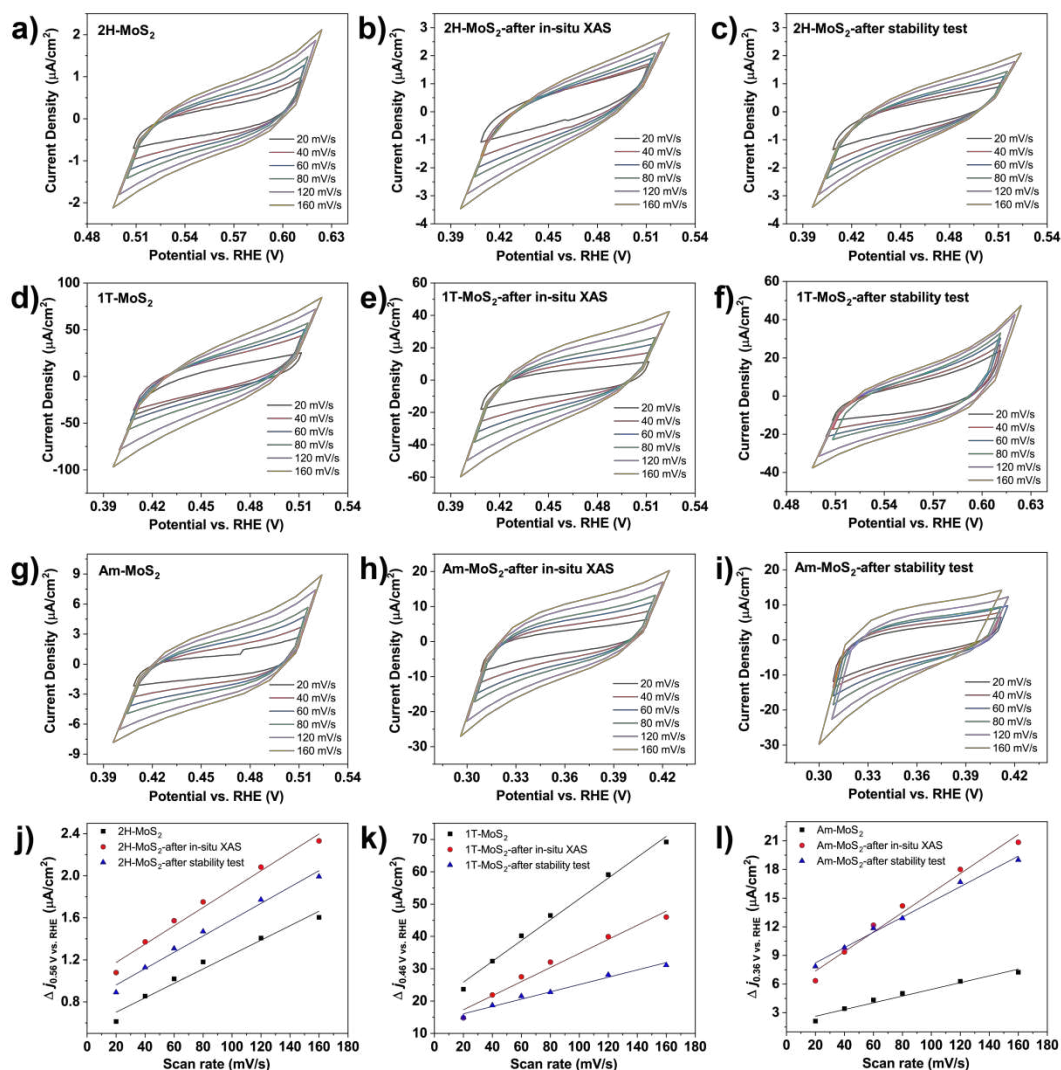 a)
2H-MoS2
Current Density (μA/cm2)
2
1
0
-1
-2
20 mV/s
40 mV/s
60 mV/s
80 mV/s
120 mV/s
160 mV/s
0.48 0.51 0.54 0.57 0.60 0.63
Potential vs. RHE (V)
b)
2H-MoS2-after in-situ XAS
Current Density (μA/cm2)
3
2
1
0
-1
-2
-3
-4
20 mV/s
40 mV/s
60 mV/s
80 mV/s
120 mV/s
160 mV/s
0.39 0.42 0.45 0.48 0.51 0.54
Potential vs. RHE (V)
c)
2H-MoS2-after stability test
Current Density (μA/cm2)
3
2
1
0
-1
-2
-3
-4
20 mV/s
40 mV/s
60 mV/s
80 mV/s
120 mV/s
160 mV/s
0.39 0.42 0.45 0.48 0.51 0.54
Potential vs. RHE (V)
d)
1T-MoS2
Current Density (μA/cm2)
100
50
0
-50
-100
20 mV/s
40 mV/s
60 mV/s
80 mV/s
120 mV/s
160 mV/s
0.39 0.42 0.45 0.48 0.51 0.54
Potential vs. RHE (V)
e)
1T-MoS2-after in-situ XAS
Current Density (μA/cm2)
60
40
20
0
-20
-40
-60
20 mV/s
40 mV/s
60 mV/s
80 mV/s
120 mV/s
160 mV/s
0.39 0.42 0.45 0.48 0.51 0.54
Potential vs. RHE (V)
f)
1T-MoS2-after stability test
Current Density (μA/cm2)
60
40
20
0
-20
-40
20 mV/s
40 mV/s
60 mV/s
80 mV/s
120 mV/s
160 mV/s
0.48 0.51 0.54 0.57 0.60 0.63
Potential vs. RHE (V)
g)
Am-MoS2
Current Density (μA/cm2)
9
6
3
0
-3
-6
-9
20 mV/s
40 mV/s
60 mV/s
80 mV/s
120 mV/s
160 mV/s
0.39 0.42 0.45 0.48 0.51 0.54
Potential vs. RHE (V)
h)
Am-MoS2-after in-situ XAS
Current Density (μA/cm2)
20
10
0
-10
-20
-30
20 mV/s
40 mV/s
60 mV/s
80 mV/s
120 mV/s
160 mV/s
0.30 0.33 0.36 0.39 0.42
Potential vs. RHE (V)
i)
Am-MoS2-after stability test
Current Density (μA/cm2)
20
10
0
-10
-20
-30
20 mV/s
40 mV/s
60 mV/s
80 mV/s
120 mV/s
160 mV/s
0.30 0.33 0.36 0.39 0.42
Potential vs. RHE (V)
j)
2H-MoS2
2H-MoS2-after in-situ XAS
2H-MoS2-after stability test
Δ j0.56 V vs. RHE (μA/cm2)
2.4
2.0
1.6
1.2
0.8
0 20 40 60 80 100 120 140 160 180
Scan rate (mV/s)
k)
1T-MoS2
1T-MoS2-after in-situ XAS
1T-MoS2-after stability test
Δ j0.46 V vs. RHE (μA/cm2)
70
60
50
40
30
20
10
0 20 40 60 80 100 120 140 160 180
Scan rate (mV/s)
l)
Am-MoS2
Am-MoS2-after in-situ XAS
Am-MoS2-after stability test
Δ j0.36 V vs. RHE (μA/cm2)
21
18
15
12
9
6
3
0 20 40 60 80 100 120 140 160 180
Scan rate (mV/s)